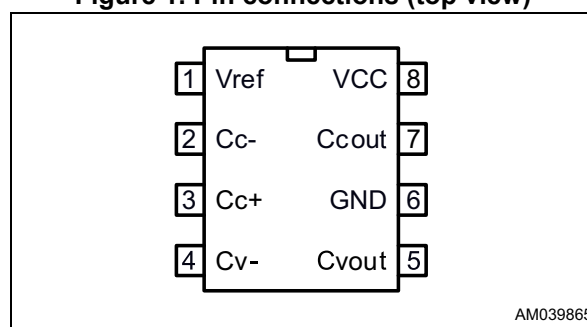 Figure 1. Pin connections (top view)
1 Vref VCC 8
2 Cc- Ccout 7
3 Cc+ GND 6
4 Cv- Cvout 5
AM039865